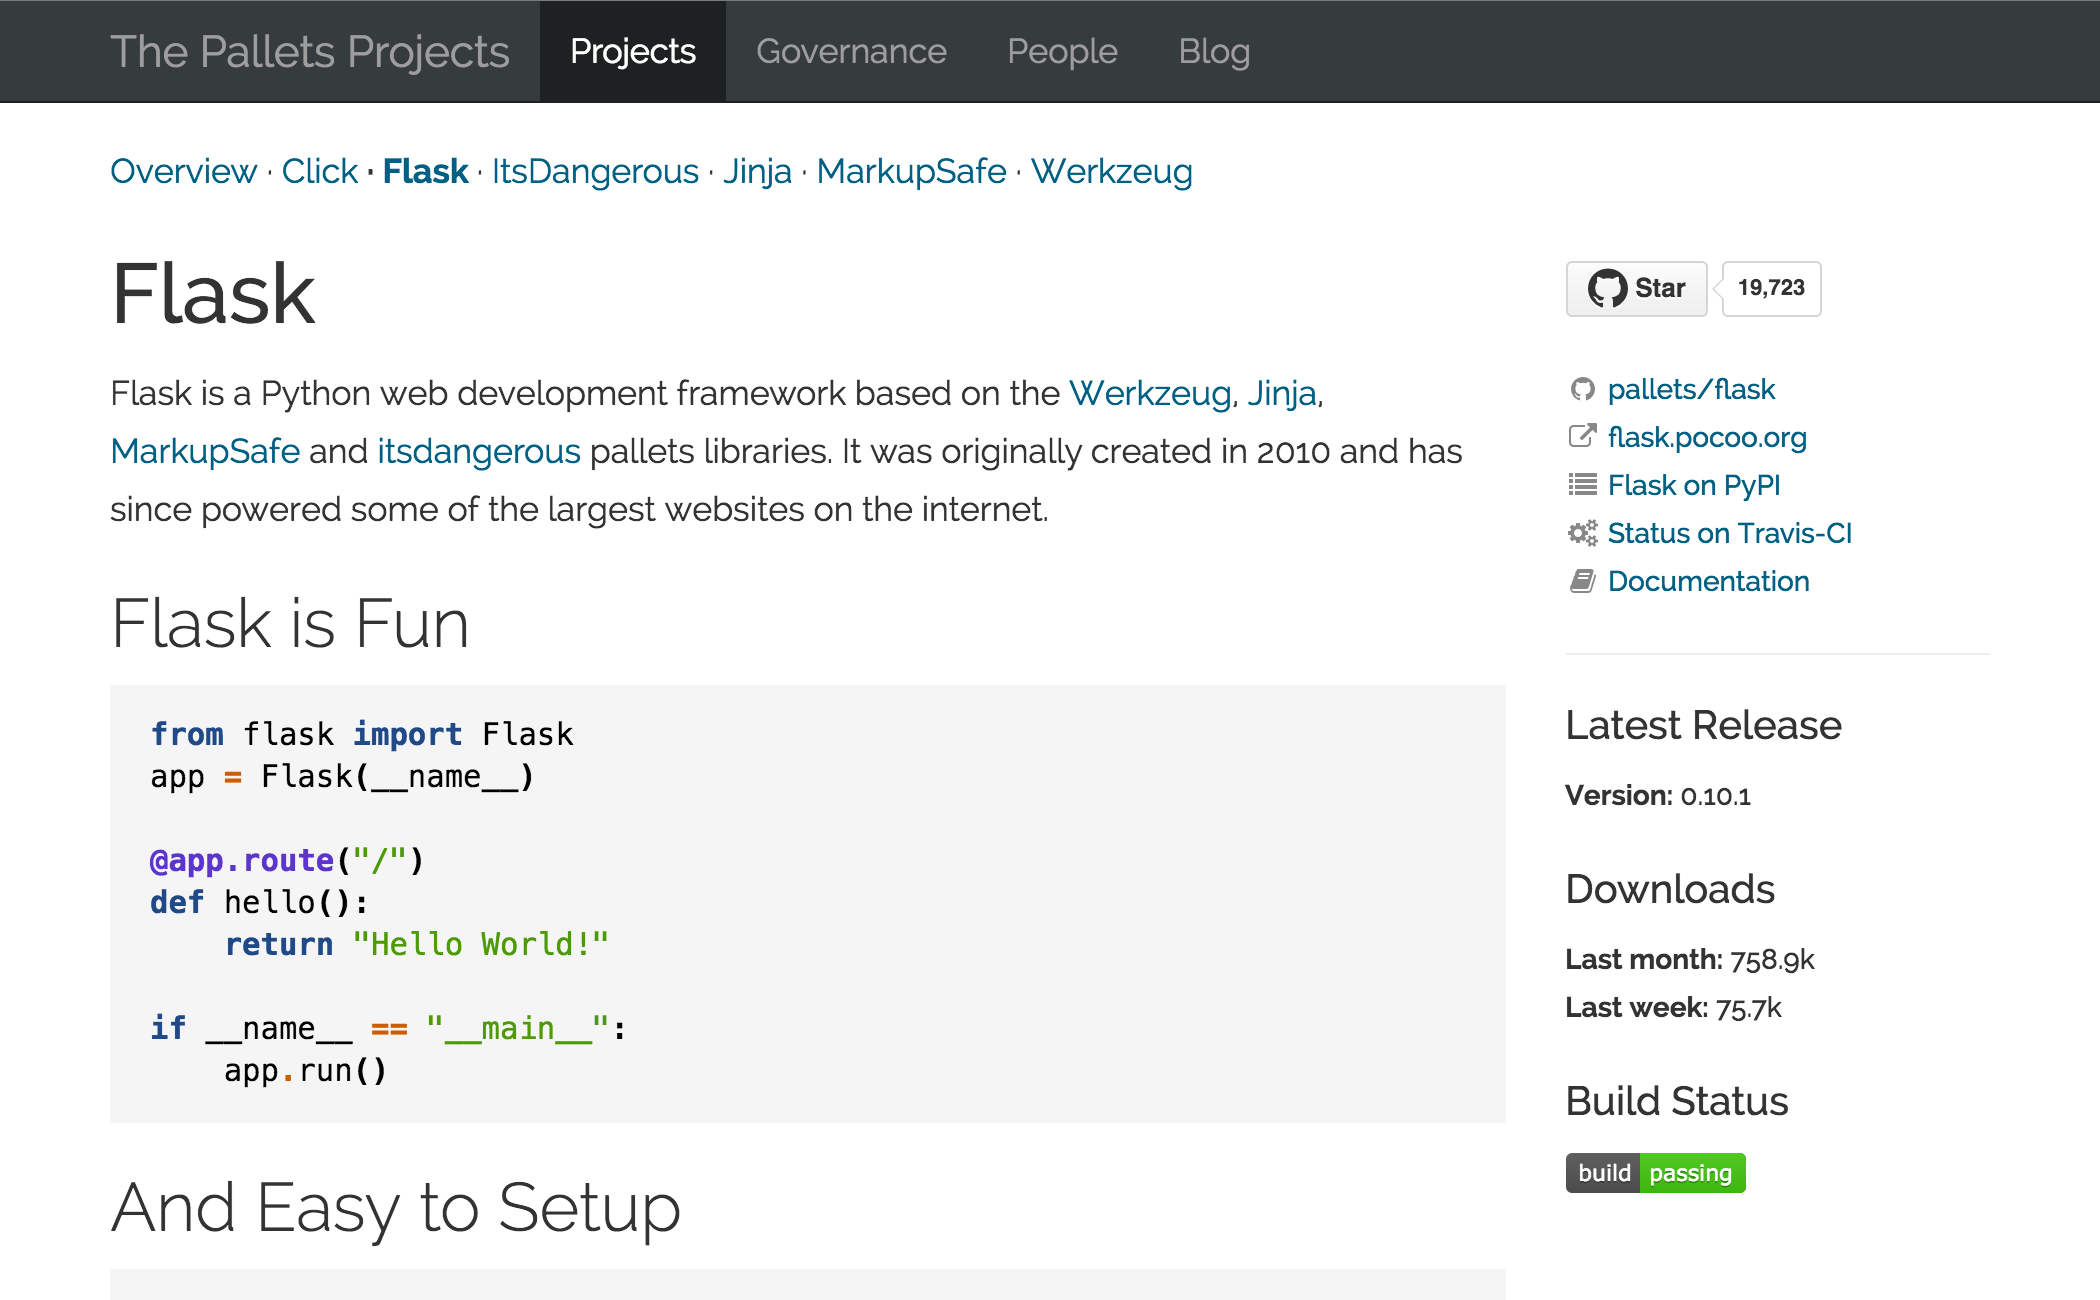 The Pallets Projects Projects Governance People Blog
Overview · Click · Flask · ItsDangerous · Jinja · MarkupSafe · Werkzeug
Flask
Flask is a Python web development framework based on the Werkzeug, Jinja,
MarkupSafe and itsdangerous pallets libraries. It was originally created in 2010 and has
since powered some of the largest websites on the internet.
Flask is Fun
from flask import Flask
app = Flask(__name__)
@app.route("/")
def hello():
    return "Hello World!"
if __name__ == "__main__":
    app.run()
And Easy to Setup
Star 19,723
pallets/flask
flask.pocoo.org
Flask on PyPI
Status on Travis-CI
Documentation
Latest Release
Version: 0.10.1
Downloads
Last month: 758.9k
Last week: 75.7k
Build Status
build passing